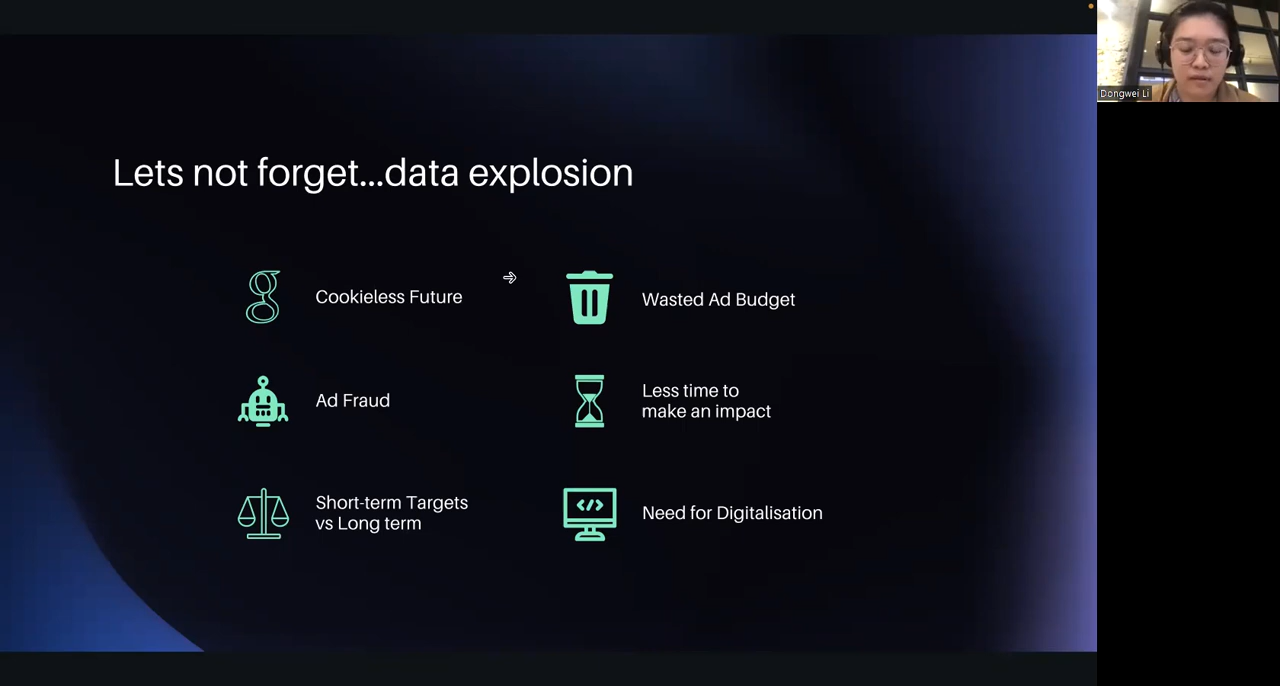 Lets not forget...data explosion
Cookieless Future
Wasted Ad Budget
Ad Fraud
Less time to
make an impact
Short-term Targets
vs Long term
Need for Digitalisation
Dongwei Li